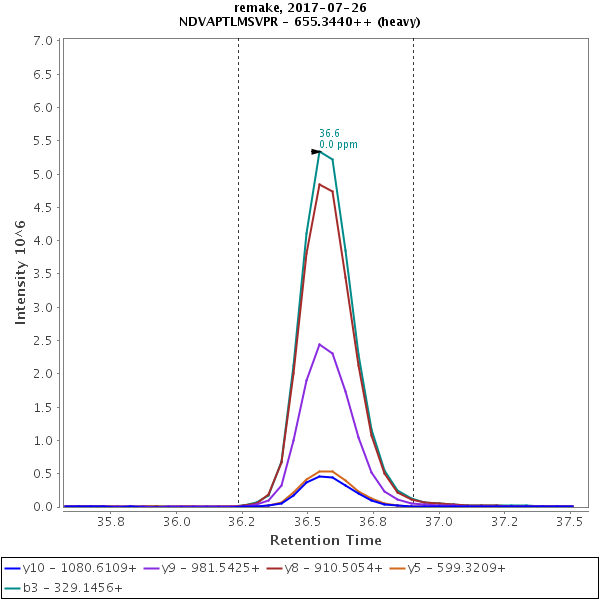 remake, 2017-07-26
NDVAPTLMSVPR - 655.3440++ (heavy)
7.0
6.5
6.0
5.5
5.0
4.5
4.0
3.5
3.0
2.5
2.0
1.5
1.0
0.5
0.0
Intensity 10^6
36.6
0.0 ppm
35.8 36.0 36.2 36.5 36.8 37.0 37.2 37.5
Retention Time
y10 - 1080.6109+ y9 - 981.5425+ y8 - 910.5054+ y5 - 599.3209+
b3 - 329.1456+